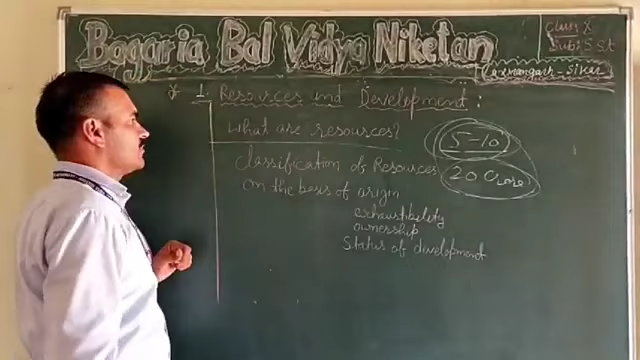 Bagaria Bal Vidya Niketan
Class X
Sub: S.St
Laxmangarh - Sikar
1 Resources and Development :
What are resources?
5-10
20 Crore
Classification of Resources
On the basis of origin
exhaustibility
ownership
Status of development